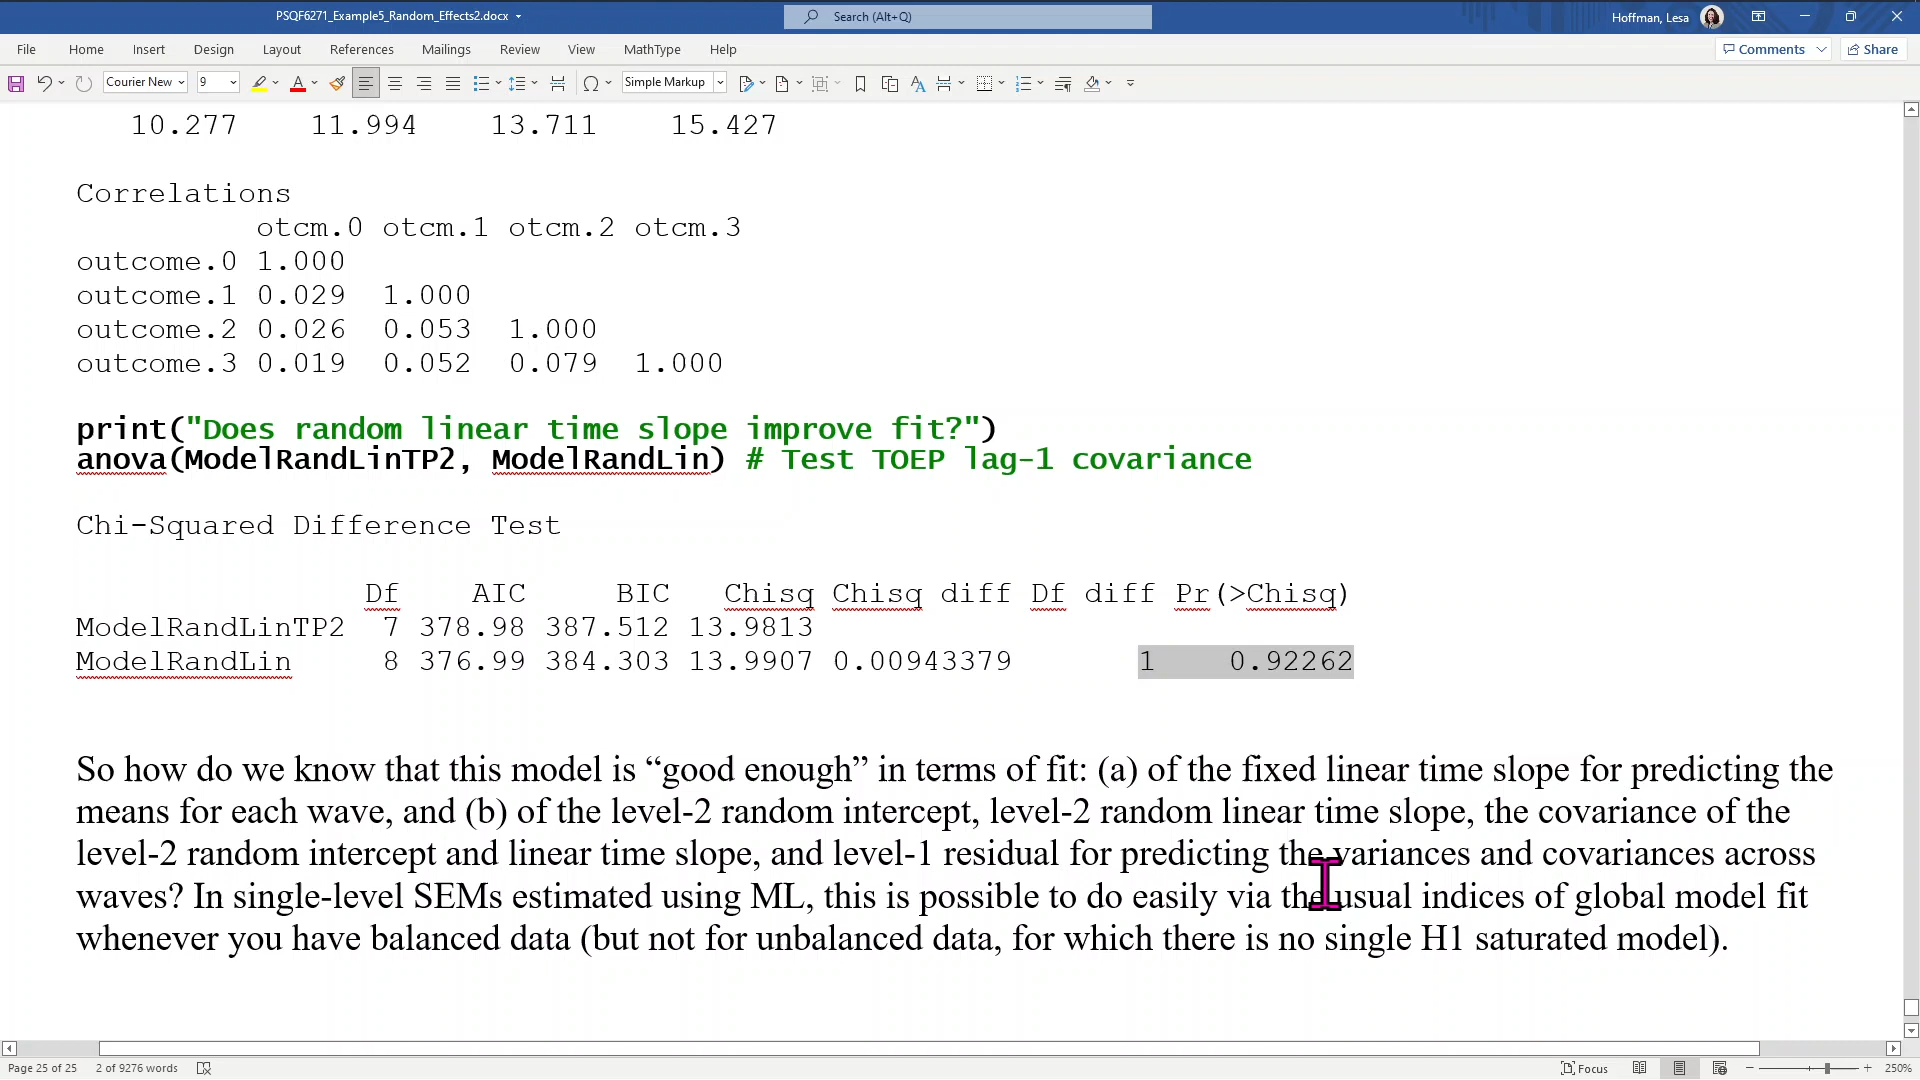 PSQF6271_Example5_Random_Effects2.docx
Search (Alt+Q)
Hoffman, Lesa
File Home Insert Design Layout References Mailings Review View MathType Help
Comments Share
Courier New 9 Simple Markup
10.277 11.994 13.711 15.427
Correlations
otcm.0 otcm.1 otcm.2 otcm.3
outcome.0 1.000
outcome.1 0.029 1.000
outcome.2 0.026 0.053 1.000
outcome.3 0.019 0.052 0.079 1.000
print("Does random linear time slope improve fit?")
anova(ModelRandLinTP2, ModelRandLin) # Test TOEP lag-1 covariance
Chi-Squared Difference Test
Df AIC BIC Chisq Chisq diff Df diff Pr(>Chisq)
ModelRandLinTP2 7 378.98 387.512 13.9813
ModelRandLin 8 376.99 384.303 13.9907 0.00943379 1 0.92262
So how do we know that this model is “good enough” in terms of fit: (a) of the fixed linear time slope for predicting the
means for each wave, and (b) of the level-2 random intercept, level-2 random linear time slope, the covariance of the
level-2 random intercept and linear time slope, and level-1 residual for predicting the variances and covariances across
waves? In single-level SEMs estimated using ML, this is possible to do easily via the usual indices of global model fit
whenever you have balanced data (but not for unbalanced data, for which there is no single H1 saturated model).
Page 25 of 25 2 of 9276 words Focus 250%